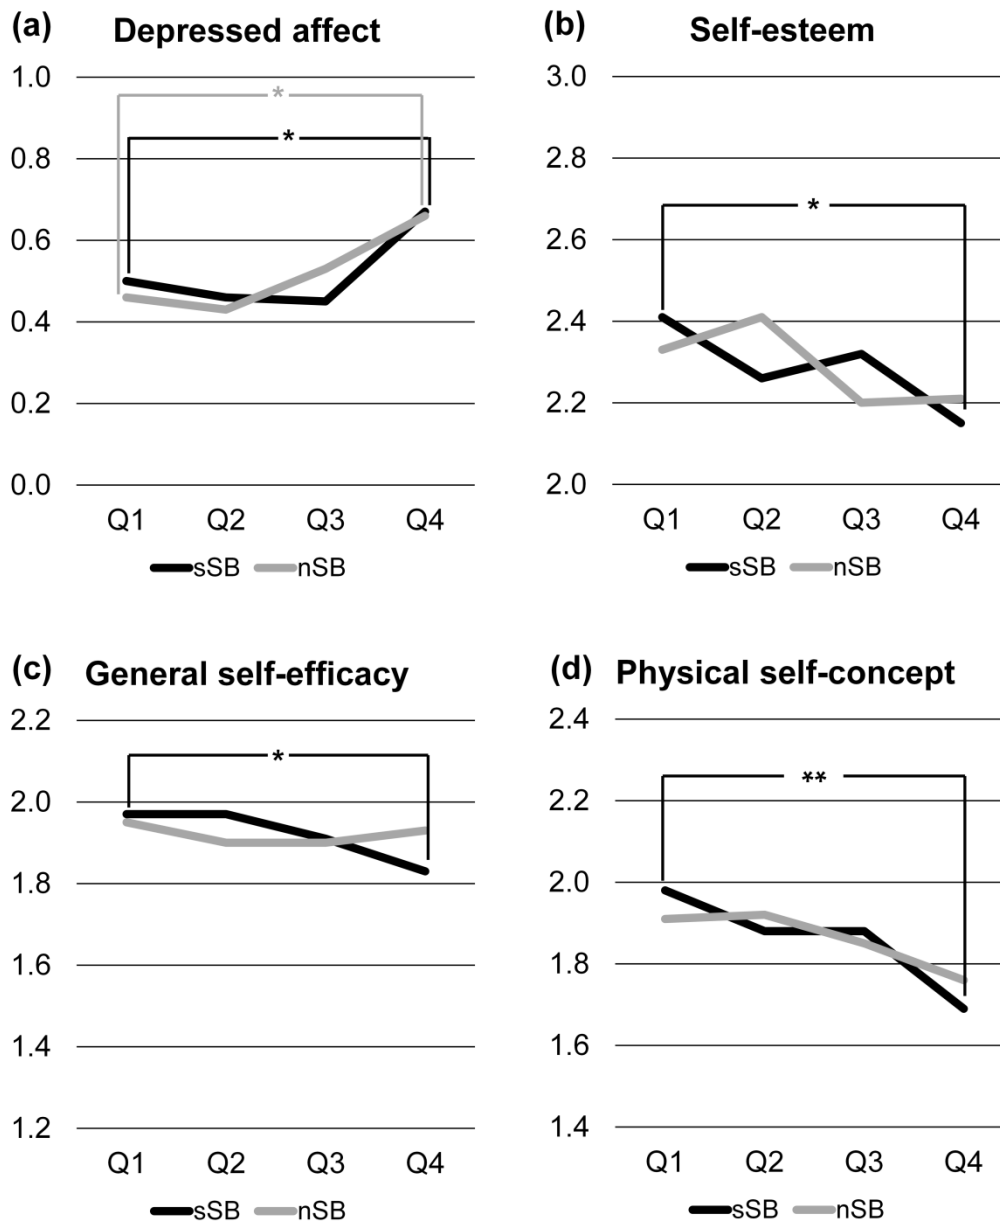 (a) Depressed affect
1.0
0.8
0.6
0.4
0.2
0.0
*
*
Q1 Q2 Q3 Q4
sSB nSB
(b) Self-esteem
3.0
2.8
2.6
2.4
2.2
2.0
*
Q1 Q2 Q3 Q4
sSB nSB
(c) General self-efficacy
2.2
2.0
1.8
1.6
1.4
1.2
*
Q1 Q2 Q3 Q4
sSB nSB
(d) Physical self-concept
2.4
2.2
2.0
1.8
1.6
1.4
**
Q1 Q2 Q3 Q4
sSB nSB